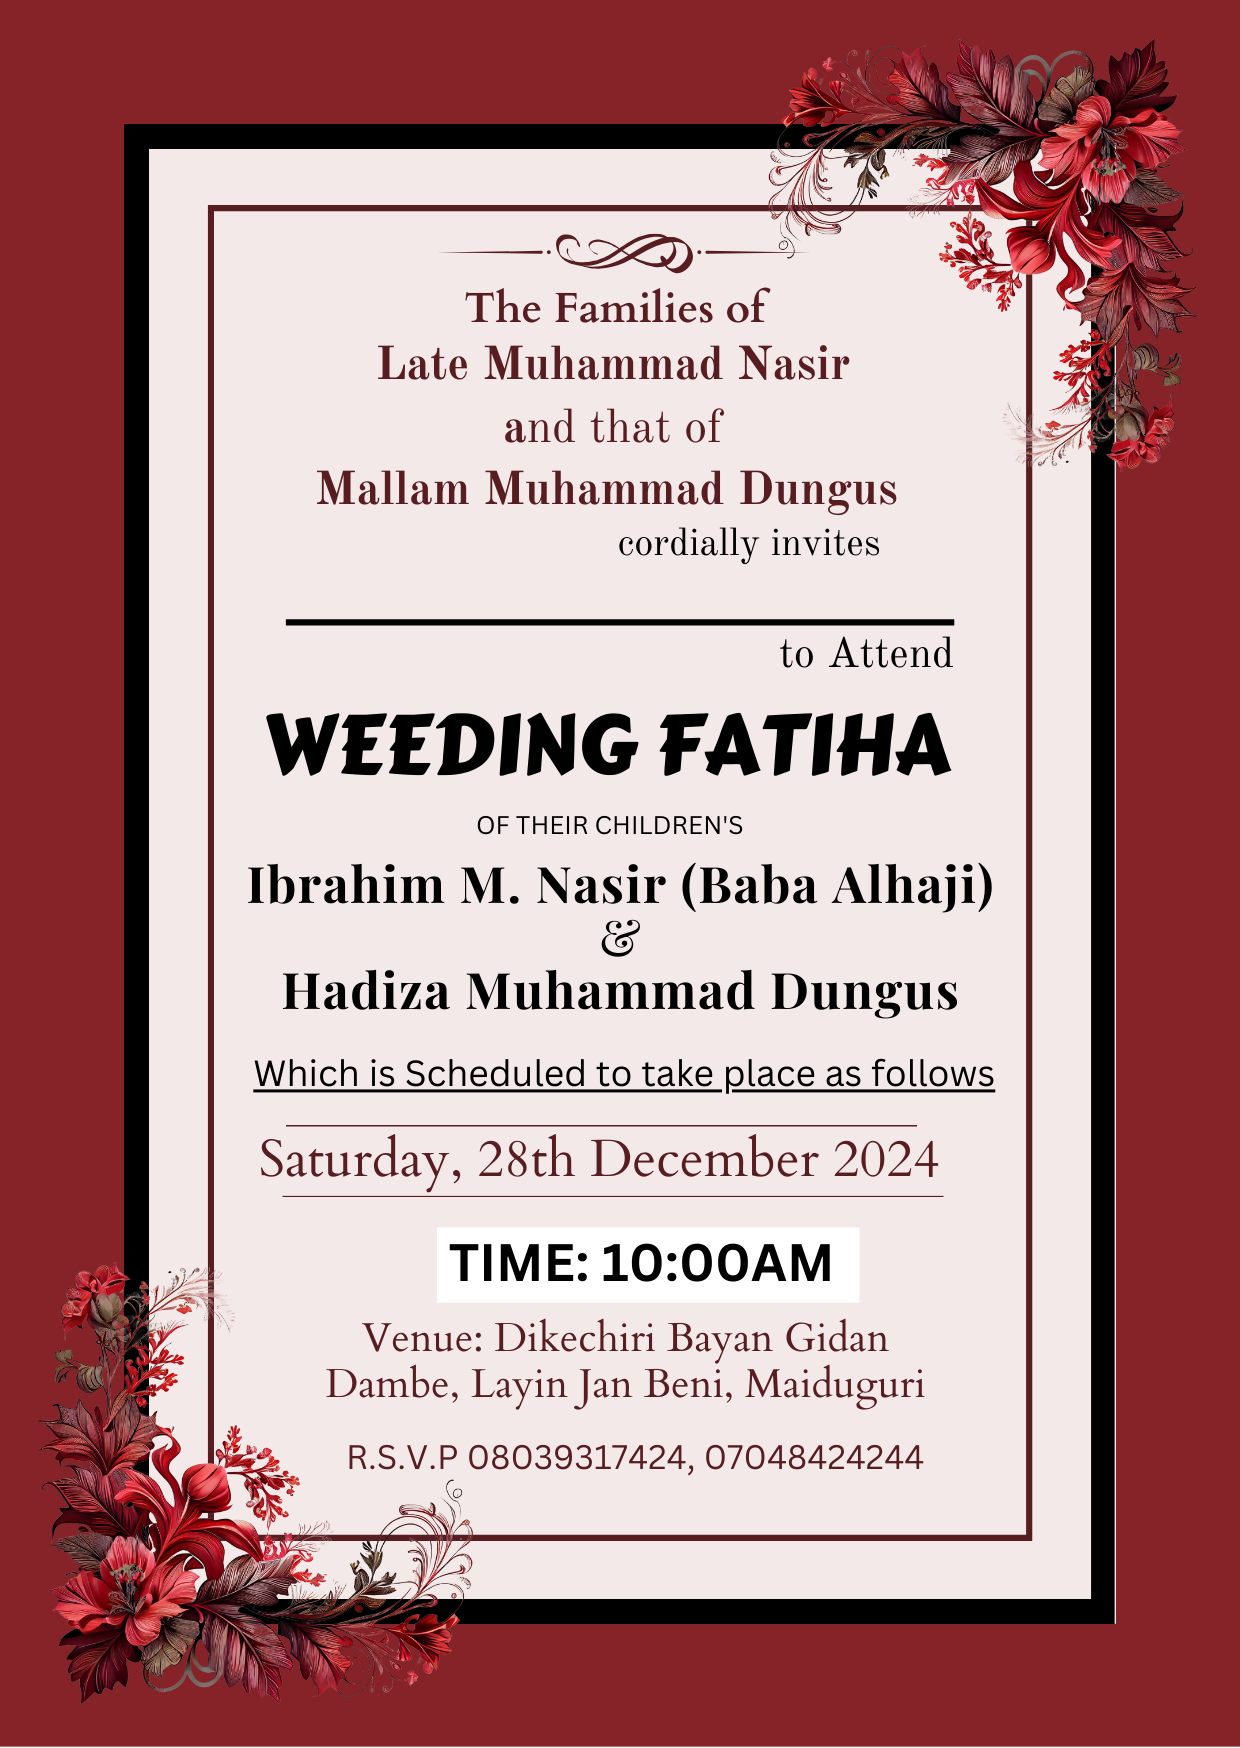 The Families of
Late Muhammad Nasir
and that of
Mallam Muhammad Dungus
cordially invites
to Attend
WEEDING FATIHA
OF THEIR CHILDREN'S
Ibrahim M. Nasir (Baba Alhaji)
&
Hadiza Muhammad Dungus
Which is Scheduled to take place as follows
Saturday, 28th December 2024
TIME: 10:00AM
Venue: Dikechiri Bayan Gidan
Dambe, Layin Jan Beni, Maiduguri
R.S.V.P 08039317424, 07048424244